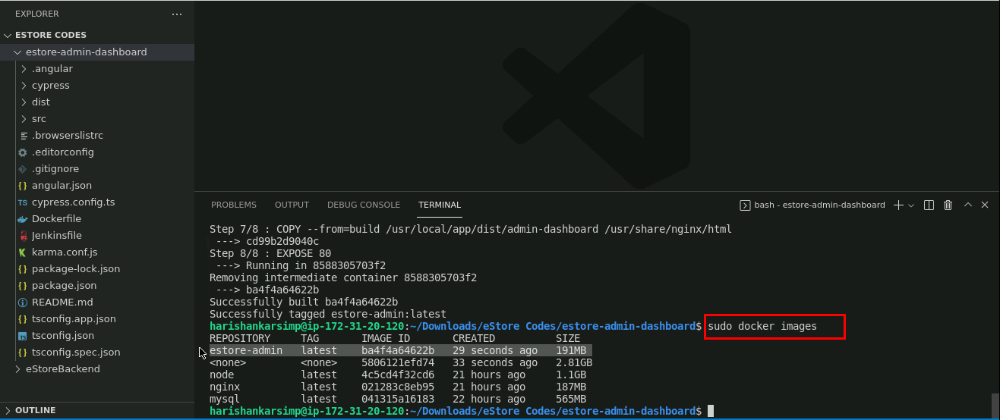 EXPLORER
ESTORE CODES
estore-admin-dashboard
.angular
cypress
dist
src
.browserslistrc
.editorconfig
.gitignore
{ } angular.json
TS cypress.config.ts
Dockerfile
Jenkinsfile
karma.conf.js
{ } package-lock.json
{ } package.json
README.md
{ } tsconfig.app.json
{ } tsconfig.json
{ } tsconfig.spec.json
eStoreBackend
OUTLINE
PROBLEMS OUTPUT DEBUG CONSOLE TERMINAL bash - estore-admin-dashboard
Step 7/8 : COPY --from=build /usr/local/app/dist/admin-dashboard /usr/share/nginx/html
---> cd99b2d9040c
Step 8/8 : EXPOSE 80
---> Running in 8588305703f2
Removing intermediate container 8588305703f2
---> ba4f4a64622b
Successfully built ba4f4a64622b
Successfully tagged estore-admin:latest
harishankarsimp@ip-172-31-20-120:~/Downloads/eStore Codes/estore-admin-dashboard$ sudo docker images
REPOSITORY TAG IMAGE ID CREATED SIZE
estore-admin latest ba4f4a64622b 29 seconds ago 191MB
<none> <none> 5806121efd74 33 seconds ago 2.81GB
node latest 4c5cd4f32cd6 21 hours ago 1.1GB
nginx latest 021283c8eb95 21 hours ago 187MB
mysql latest 041315a16183 22 hours ago 565MB
harishankarsimp@ip-172-31-20-120:~/Downloads/eStore Codes/estore-admin-dashboard$